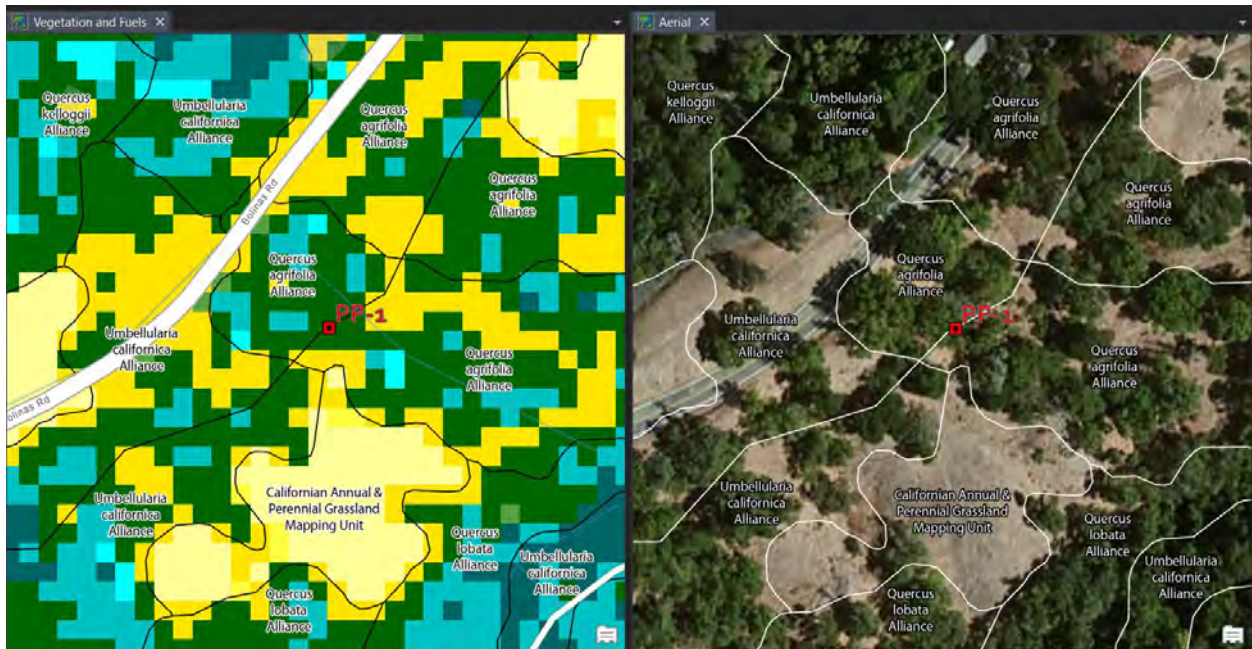 Vegetation and Fuels
Quercus
kelloggii
Alliance
Umbellularia
californica
Alliance
Quercus
agrifolia
Alliance
Bolinas Rd
Quercus
agrifolia
Alliance
Quercus
agrifolia
Alliance
PP-1
Umbellularia
californica
Alliance
Quercus
agrifolia
Alliance
olinas Rd
Californian Annual &
Perennial Grassland
Mapping Unit
Umbellularia
californica
Alliance
Quercus
lobata
Alliance
Umbellularia
californica
Alliance
Quercus
lobata
Alliance
Aerial
Quercus
kelloggii
Alliance
Umbellularia
californica
Alliance
Quercus
agrifolia
Alliance
Quercus
agrifolia
Alliance
Quercus
agrifolia
Alliance
PP-1
Umbellularia
californica
Alliance
Quercus
agrifolia
Alliance
Umbellularia
californica
Alliance
Californian Annual &
Perennial Grassland
Mapping Unit
Quercus
lobata
Alliance
Umbellularia
californica
Alliance
Quercus
lobata
Alliance